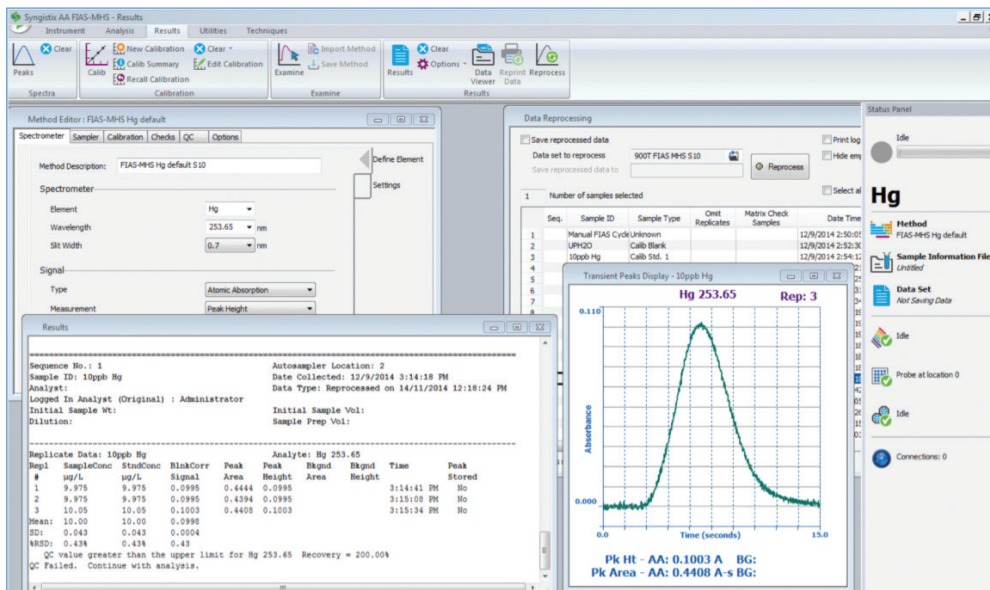 Syngistix AA FIAS-MHS - Results
Instrument Analysis Results Utilities Techniques
Peaks Clear
Spectra
Calib New Calibration Clear
Calib Summary Edit Calibration
Recall Calibration
Calibration
Examine Import Method
Save Method
Examine
Results Clear
Options
Data Viewer Reprint Data Reprocess
Results
Method Editor : FIAS-MHS Hg default
Spectrometer Sampler Calibration Checks QC Options
Method Description: FIAS-MHS Hg default S10
Define Element
Settings
Spectrometer
Element Hg
Wavelength 253.65 nm
Slit Width 0.7 nm
Signal
Type Atomic Absorption
Measurement Peak Height
Data Reprocessing
Save reprocessed data
Print log
Data set to reprocess 900T FIAS MHS S10
Hide
Save reprocessed data to
Reprocess
1 Number of samples selected
Select
Seq. Sample ID Sample Type Omit Replicates Matrix Check Samples Date Time
1 Manual FIAS Unknown 12/9/2014
2 UPH2O Calib Blank 12/9/2014
3 10ppb Hg Calib Std. 1 12/9/2014
4
5
6
7
Status Panel
Idle
Hg
Method
FIAS-MHS Hg default
Sample Information File
Untitled
Data Set
Not Saving Data
Idle
Probe at location 0
Idle
Connections: 0
Transient Peaks Display - 10ppb Hg
Hg 253.65 Rep: 3
0.110
Absorbance
0.000
0.0 Time (seconds) 15.0
Pk Ht - AA: 0.1003 A BG:
Pk Area - AA: 0.4408 A-s BG:
Results
Sequence No.: 1 Autosampler Location: 2
Sample ID: 10ppb Hg Date Collected: 12/9/2014 3:14:18 PM
Analyst: Data Type: Reprocessed on 14/11/2014 12:18:24 PM
Logged In Analyst (Original) : Administrator
Initial Sample Wt: Initial Sample Vol:
Dilution: Sample Prep Vol:
Replicate Data: 10ppb Hg Analyte: Hg 253.65
Repl SampleConc StndConc BlnkCorr Peak Peak Bkgnd Bkgnd Time Peak
# µg/L µg/L Signal Area Height Area Height Stored
1 9.975 9.975 0.0995 0.4444 0.0995 3:14:41 PM No
2 9.975 9.975 0.0995 0.4394 0.0995 3:15:08 PM No
3 10.05 10.05 0.1003 0.4408 0.1003 3:15:34 PM No
Mean: 10.00 10.00 0.0998
SD: 0.043 0.043 0.0004
%RSD: 0.43% 0.43% 0.43
QC value greater than the upper limit for Hg 253.65 Recovery = 200.00%
QC Failed. Continue with analysis.